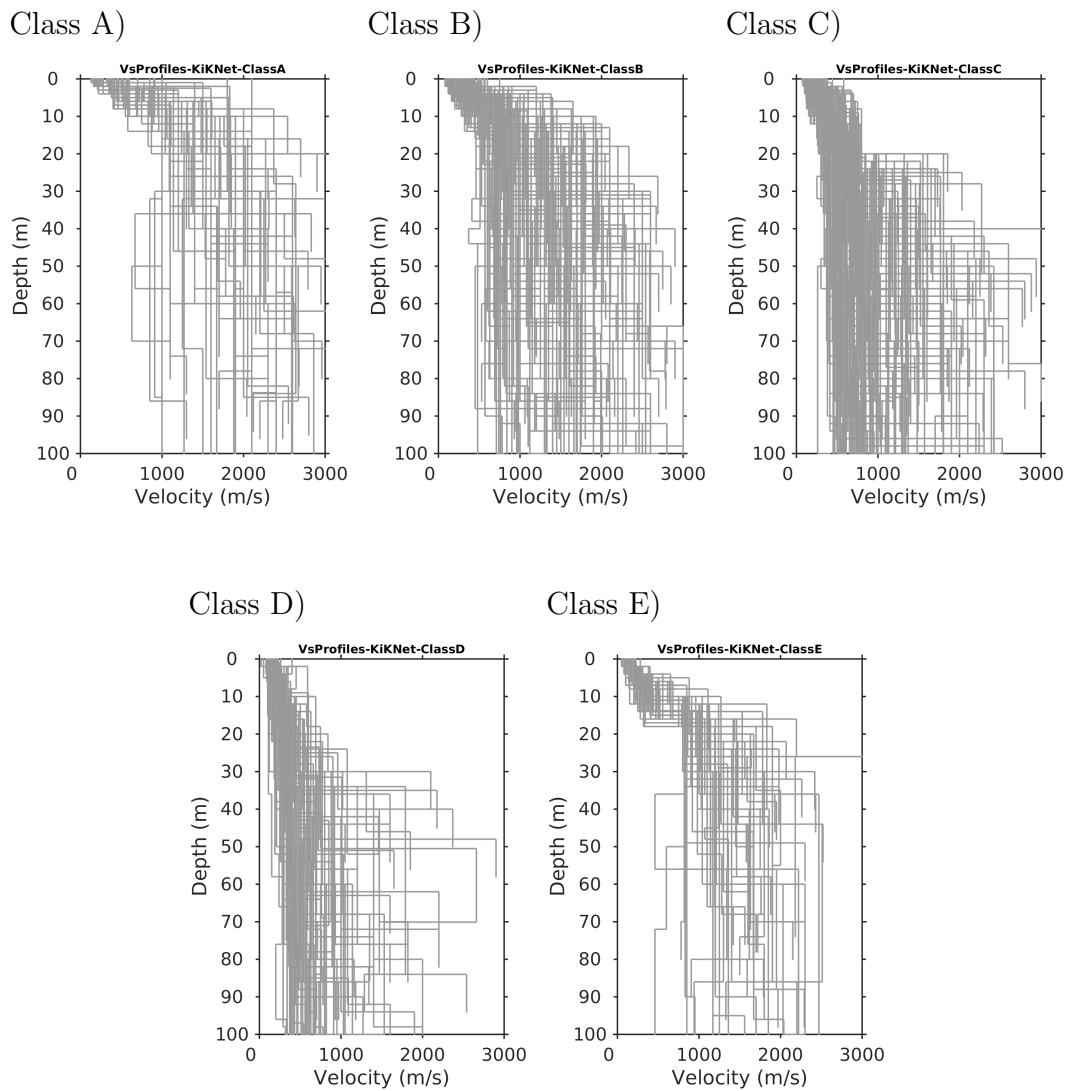 Class A)
Class B)
Class C)
VsProfiles-KiKNet-ClassA
0
10
20
30
40
50
60
70
80
90
100
Depth (m)
0 1000 2000 3000
Velocity (m/s)
VsProfiles-KiKNet-ClassB
0
10
20
30
40
50
60
70
80
90
100
Depth (m)
0 1000 2000 3000
Velocity (m/s)
VsProfiles-KiKNet-ClassC
0
10
20
30
40
50
60
70
80
90
100
Depth (m)
0 1000 2000 3000
Velocity (m/s)
Class D)
Class E)
VsProfiles-KiKNet-ClassD
0
10
20
30
40
50
60
70
80
90
100
Depth (m)
0 1000 2000 3000
Velocity (m/s)
VsProfiles-KiKNet-ClassE
0
10
20
30
40
50
60
70
80
90
100
Depth (m)
0 1000 2000 3000
Velocity (m/s)